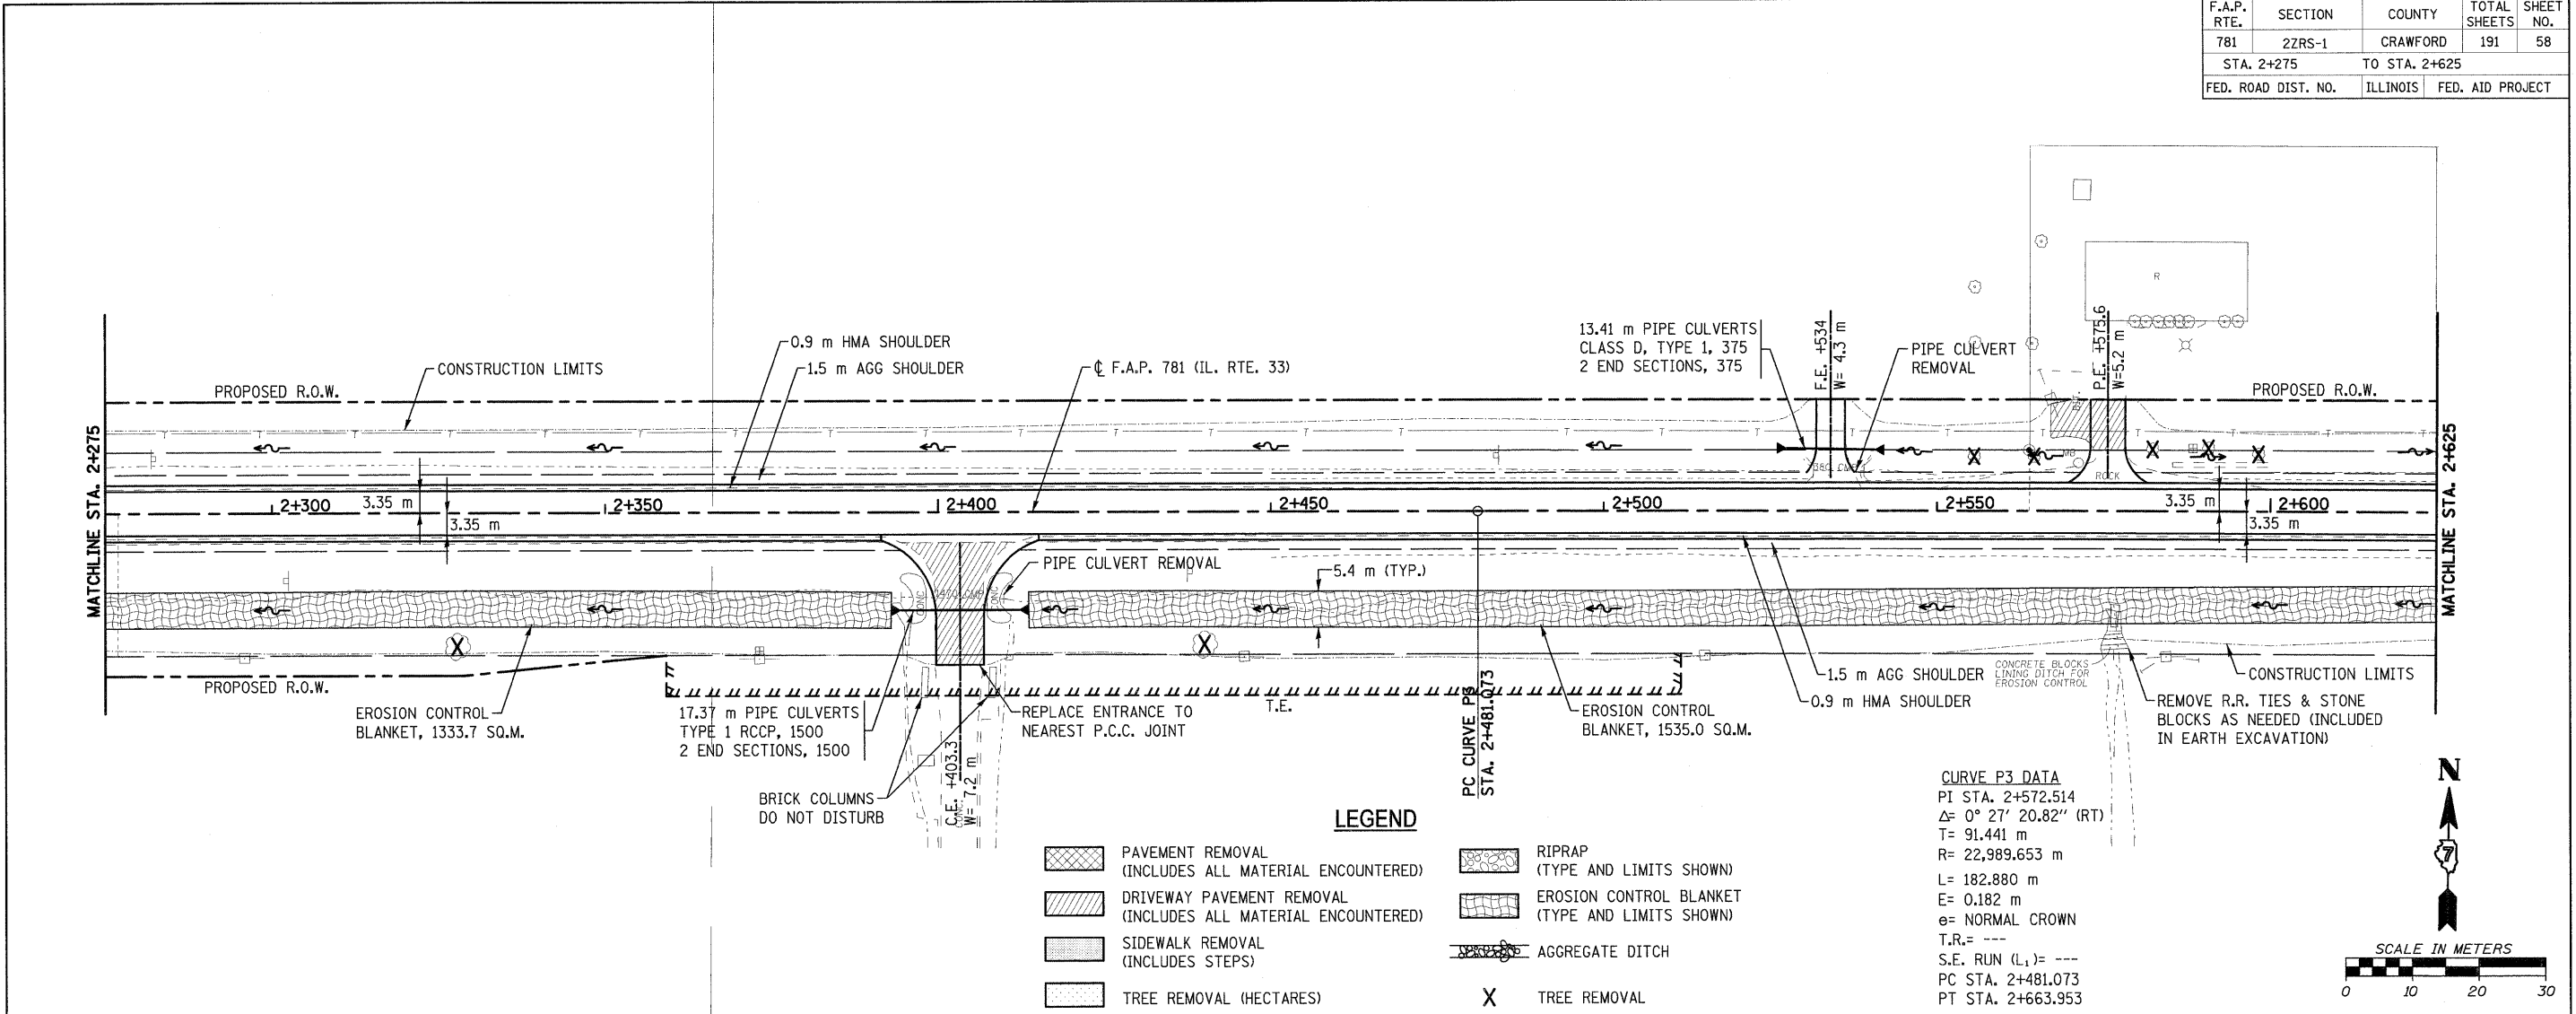 F.A.P. RTE. SECTION COUNTY TOTAL SHEETS SHEET NO.
781 2ZRS-1 CRAWFORD 191 58
STA. 2+275 TO STA. 2+625
FED. ROAD DIST. NO. ILLINOIS FED. AID PROJECT
MATCHLINE STA. 2+275
PROPOSED R.O.W.
CONSTRUCTION LIMITS
0.9 m HMA SHOULDER
1.5 m AGG SHOULDER
℄ F.A.P. 781 (IL. RTE. 33)
13.41 m PIPE CULVERTS
CLASS D, TYPE 1, 375
2 END SECTIONS, 375
F.E. +534
W= 4.3 m
PIPE CULVERT
REMOVAL
P.E. +575.6
W=5.2 m
R
PROPOSED R.O.W.
MATCHLINE STA. 2+625
T T T T T T T T T T T T T T T T
MB
ROCK
2+300
2+350
2+400
2+450
2+500
2+550
2+600
3.35 m
3.35 m
3.35 m
3.35 m
PIPE CULVERT REMOVAL
5.4 m (TYP.)
CONC
PROPOSED R.O.W.
EROSION CONTROL
BLANKET, 1333.7 SQ.M.
17.37 m PIPE CULVERTS
TYPE 1 RCCP, 1500
2 END SECTIONS, 1500
BRICK COLUMNS
DO NOT DISTURB
C.E. +403.3
W= 7.2 m
REPLACE ENTRANCE TO
NEAREST P.C.C. JOINT
T.E.
PC CURVE P3
STA. 2+481.073
EROSION CONTROL
BLANKET, 1535.0 SQ.M.
1.5 m AGG SHOULDER
0.9 m HMA SHOULDER
CONCRETE BLOCKS
LINING DITCH FOR
EROSION CONTROL
CONSTRUCTION LIMITS
REMOVE R.R. TIES & STONE
BLOCKS AS NEEDED (INCLUDED
IN EARTH EXCAVATION)
LEGEND
PAVEMENT REMOVAL
(INCLUDES ALL MATERIAL ENCOUNTERED)
DRIVEWAY PAVEMENT REMOVAL
(INCLUDES ALL MATERIAL ENCOUNTERED)
SIDEWALK REMOVAL
(INCLUDES STEPS)
TREE REMOVAL (HECTARES)
RIPRAP
(TYPE AND LIMITS SHOWN)
EROSION CONTROL BLANKET
(TYPE AND LIMITS SHOWN)
AGGREGATE DITCH
X TREE REMOVAL
CURVE P3 DATA
PI STA. 2+572.514
Δ= 0° 27' 20.82" (RT)
T= 91.441 m
R= 22,989.653 m
L= 182.880 m
E= 0.182 m
e= NORMAL CROWN
T.R.= ---
S.E. RUN (L₁)= ---
PC STA. 2+481.073
PT STA. 2+663.953
N
7
SCALE IN METERS
0 10 20 30